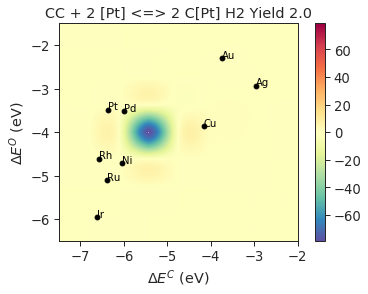 CC + 2 [Pt] <=> 2 C[Pt] H2 Yield 2.0
−2
−3
−4
−5
−6
ΔE^O (eV)
Au
Ag
Pt
Pd
Cu
Rh
Ni
Ru
Ir
−7
−6
−5
−4
−3
−2
ΔE^C (eV)
60
40
20
0
−20
−40
−60